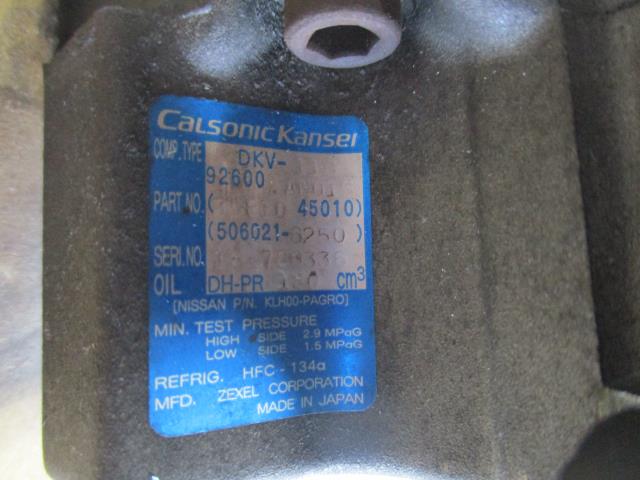 CALSONIC KANSEI
COMP.TYPE DKV-
92600
PART NO. ( 45010)
(506021-6250 )
SERI.NO.
OIL DH-PR cm³
[NISSAN P/N. KLH00-PAGRO]
MIN. TEST PRESSURE
HIGH SIDE 2.9 MPaG
LOW SIDE 1.5 MPaG
REFRIG. HFC-134a
MFD. ZEXEL CORPORATION
MADE IN JAPAN